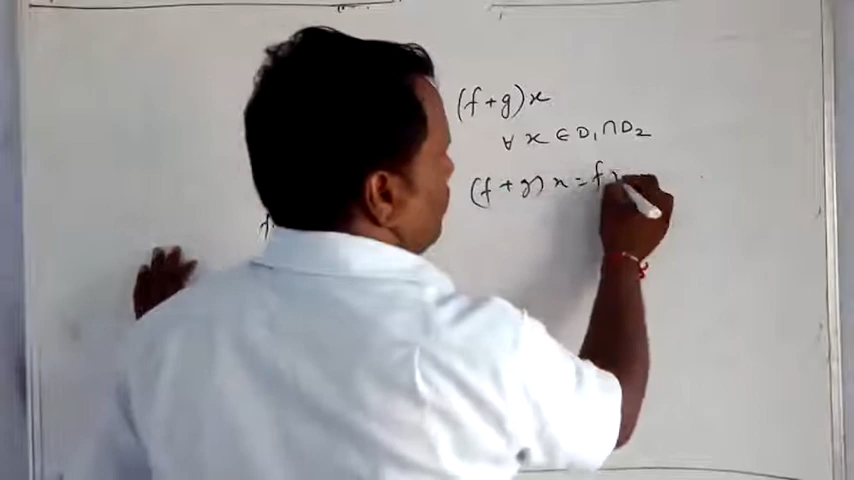 (f+g)x
∀ x ∈ D₁∩D₂
(f+g) x = f